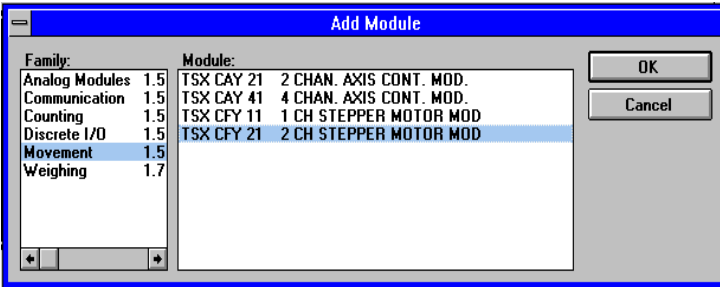 Add Module
Family:
Analog Modules 1.5
Communication 1.5
Counting 1.5
Discrete I/O 1.5
Movement 1.5
Weighing 1.7
Module:
TSX CAY 21 2 CHAN. AXIS CONT. MOD.
TSX CAY 41 4 CHAN. AXIS CONT. MOD.
TSX CFY 11 1 CH STEPPER MOTOR MOD
TSX CFY 21 2 CH STEPPER MOTOR MOD
OK
Cancel